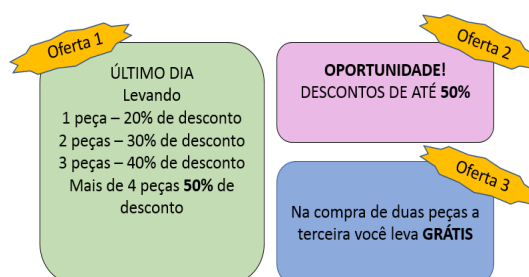 Oferta 1
ÚLTIMO DIA
Levando
1 peça – 20% de desconto
2 peças – 30% de desconto
3 peças – 40% de desconto
Mais de 4 peças 50% de
desconto
Oferta 2
OPORTUNIDADE!
DESCONTOS DE ATÉ 50%
Oferta 3
Na compra de duas peças a
terceira você leva GRÁTIS